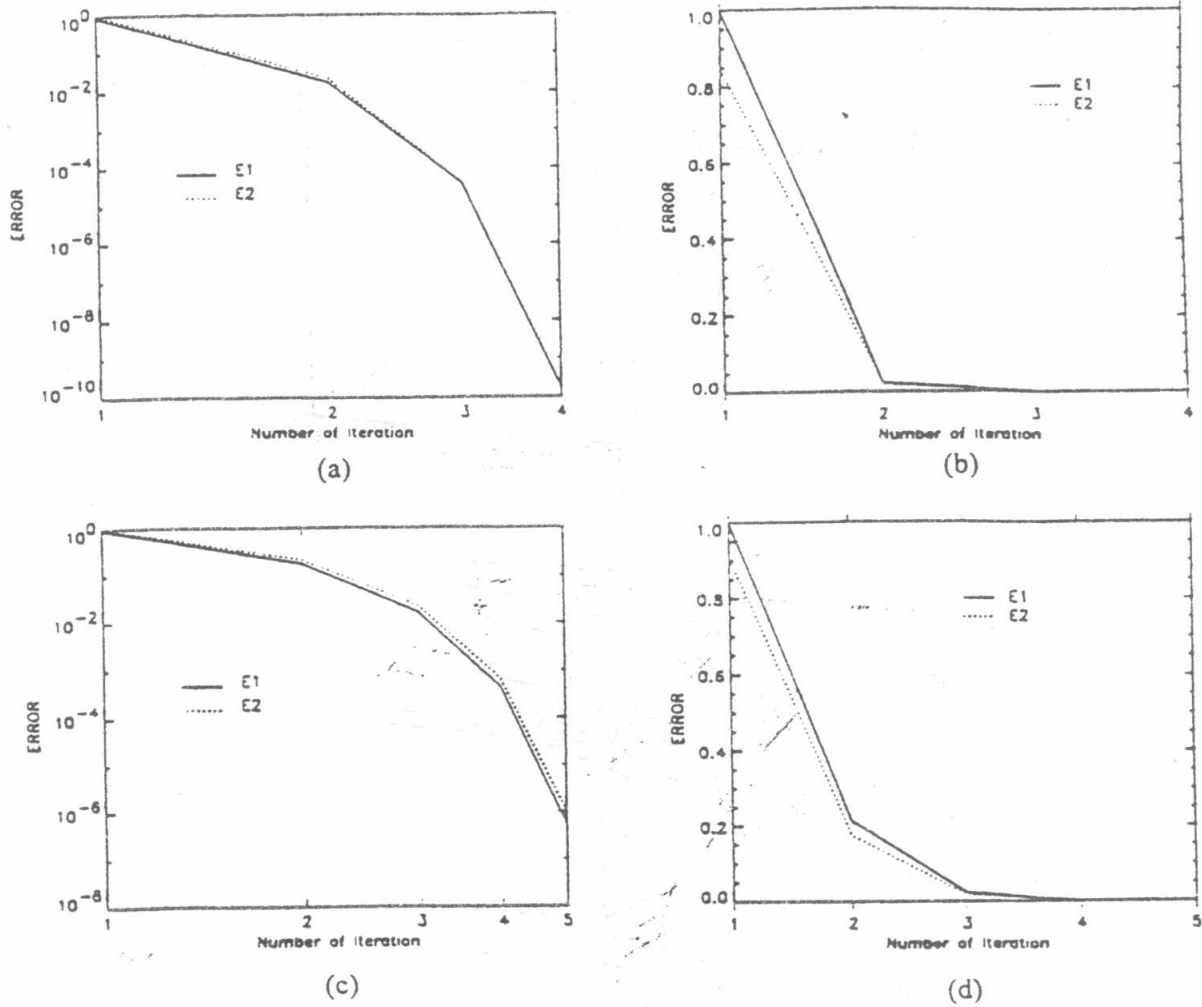 10^0
10^-2
10^-4
10^-6
10^-8
10^-10
ERROR
E1
E2
1 2 3 4
Number of Iteration
(a)
1.0
0.8
0.6
0.4
0.2
0.0
ERROR
E1
E2
1 2 3 4
Number of Iteration
(b)
10^0
10^-2
10^-4
10^-6
10^-8
ERROR
E1
E2
1 2 3 4 5
Number of Iteration
(c)
1.0
0.8
0.6
0.4
0.2
0.0
ERROR
E1
E2
1 2 3 4 5
Number of Iteration
(d)